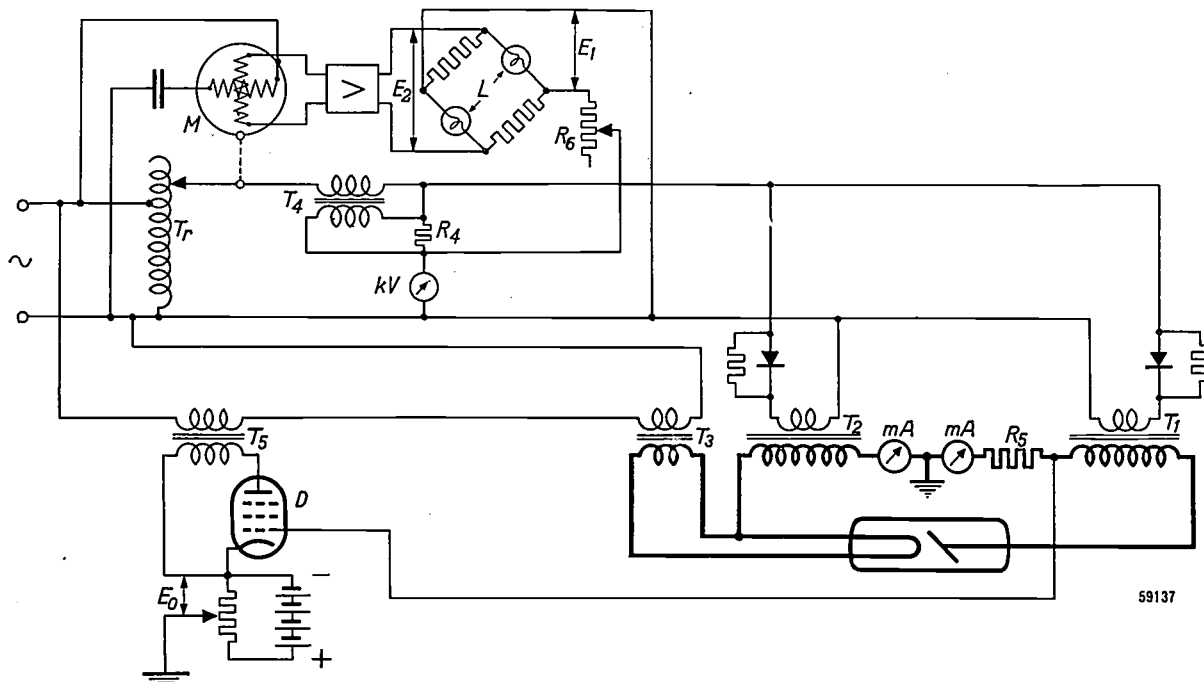 E₁
E₂
L
V
M
R₆
T₄
Tᵣ
R₄
~
kV
T₅
T₃
T₂
mA
mA
R₅
T₁
D
E₀
−
+
59137